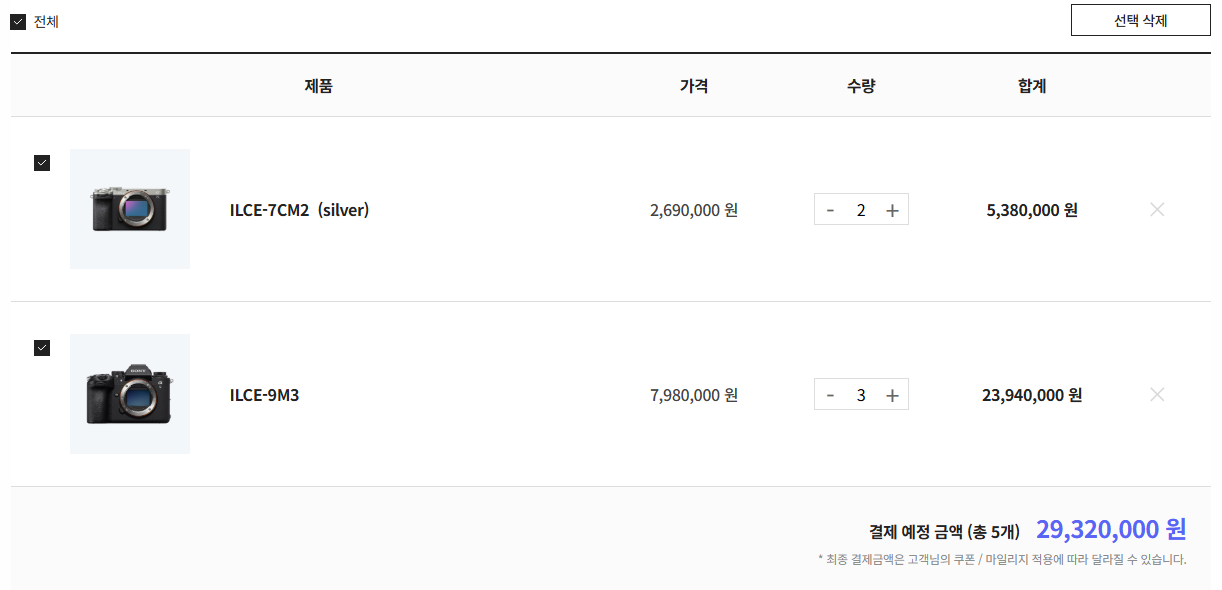 전체
선택 삭제
제품 가격 수량 합계
ILCE-7CM2 (silver) 2,690,000 원 - 2 + 5,380,000 원
ILCE-9M3 7,980,000 원 - 3 + 23,940,000 원
결제 예정 금액 (총 5개) 29,320,000 원
* 최종 결제금액은 고객님의 쿠폰 / 마일리지 적용에 따라 달라질 수 있습니다.